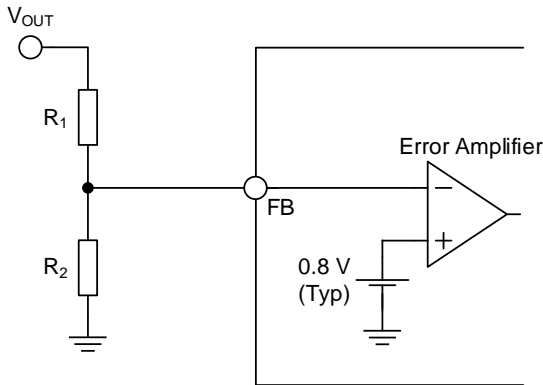 VOUT
R1
Error Amplifier
FB
−
+
R2
0.8 V
(Typ)